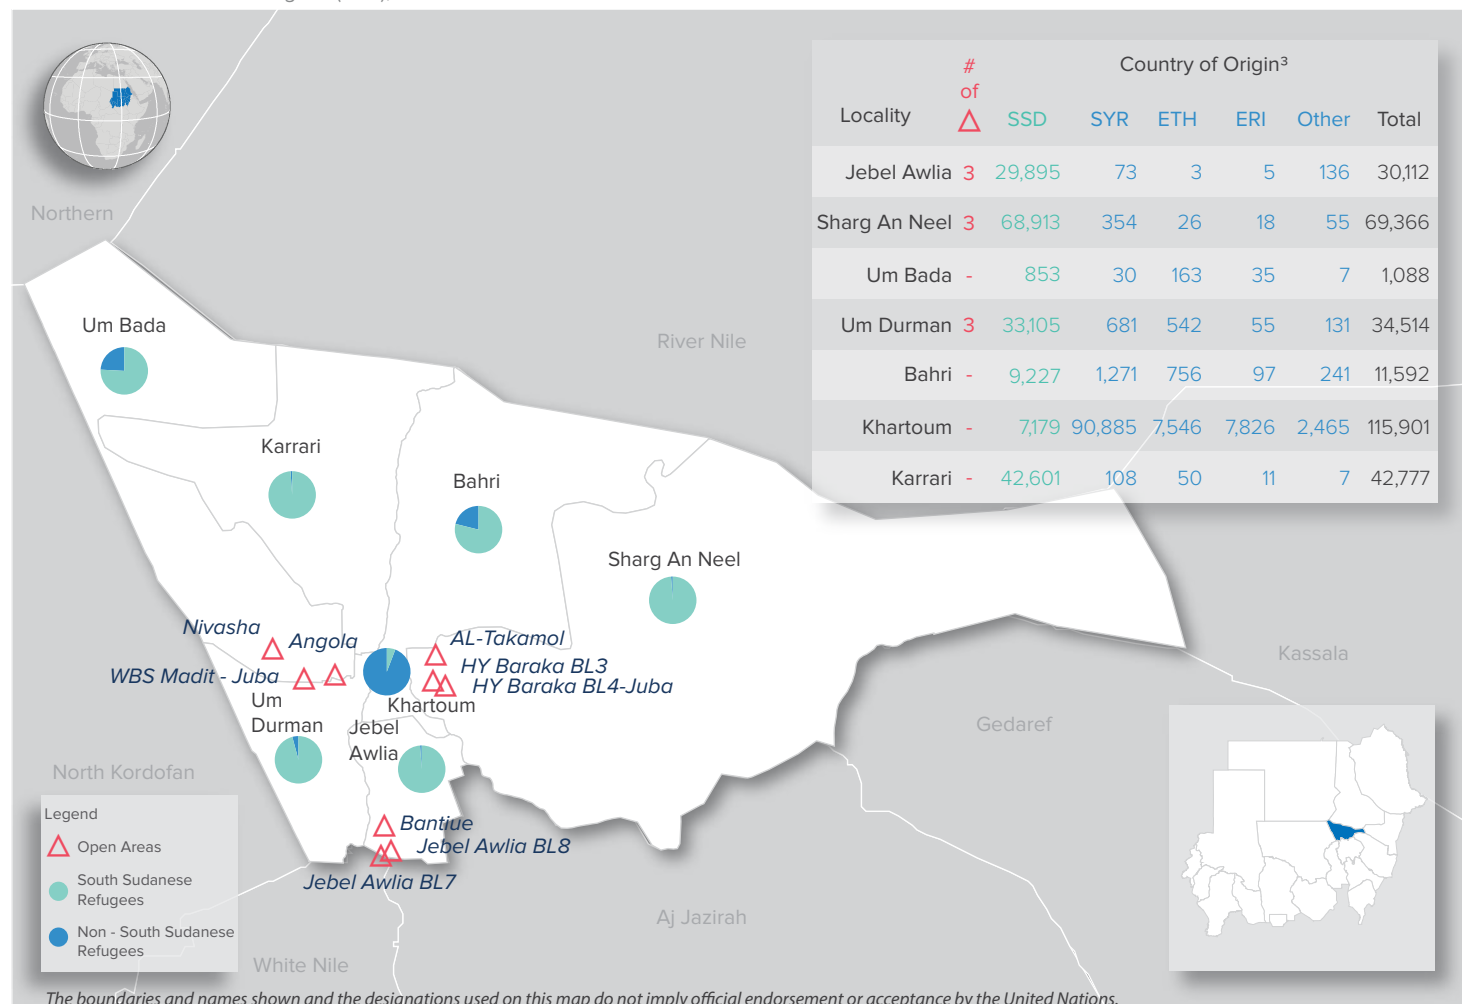 # of △
Country of Origin³
Locality SSD SYR ETH ERI Other Total
Jebel Awlia 3 29,895 73 3 5 136 30,112
Sharg An Neel 3 68,913 354 26 18 55 69,366
Um Bada - 853 30 163 35 7 1,088
Um Durman 3 33,105 681 542 55 131 34,514
Bahri - 9,227 1,271 756 97 241 11,592
Khartoum - 7,179 90,885 7,546 7,826 2,465 115,901
Karrari - 42,601 108 50 11 7 42,777
Northern
Um Bada
River Nile
Karrari
Bahri
Sharg An Neel
Nivasha
Angola
AL-Takamol
WBS Madit - Juba
HY Baraka BL3
HY Baraka BL4-Juba
Kassala
Um
Durman
Khartoum
Jebel
Awlia
Gedaref
North Kordofan
Bantiue
Jebel Awlia BL8
Jebel Awlia BL7
Legend
Open Areas
South Sudanese
Refugees
Non - South Sudanese
Refugees
Aj Jazirah
White Nile
The boundaries and names shown and the designations used on this map do not imply official endorsement or acceptance by the United Nations.